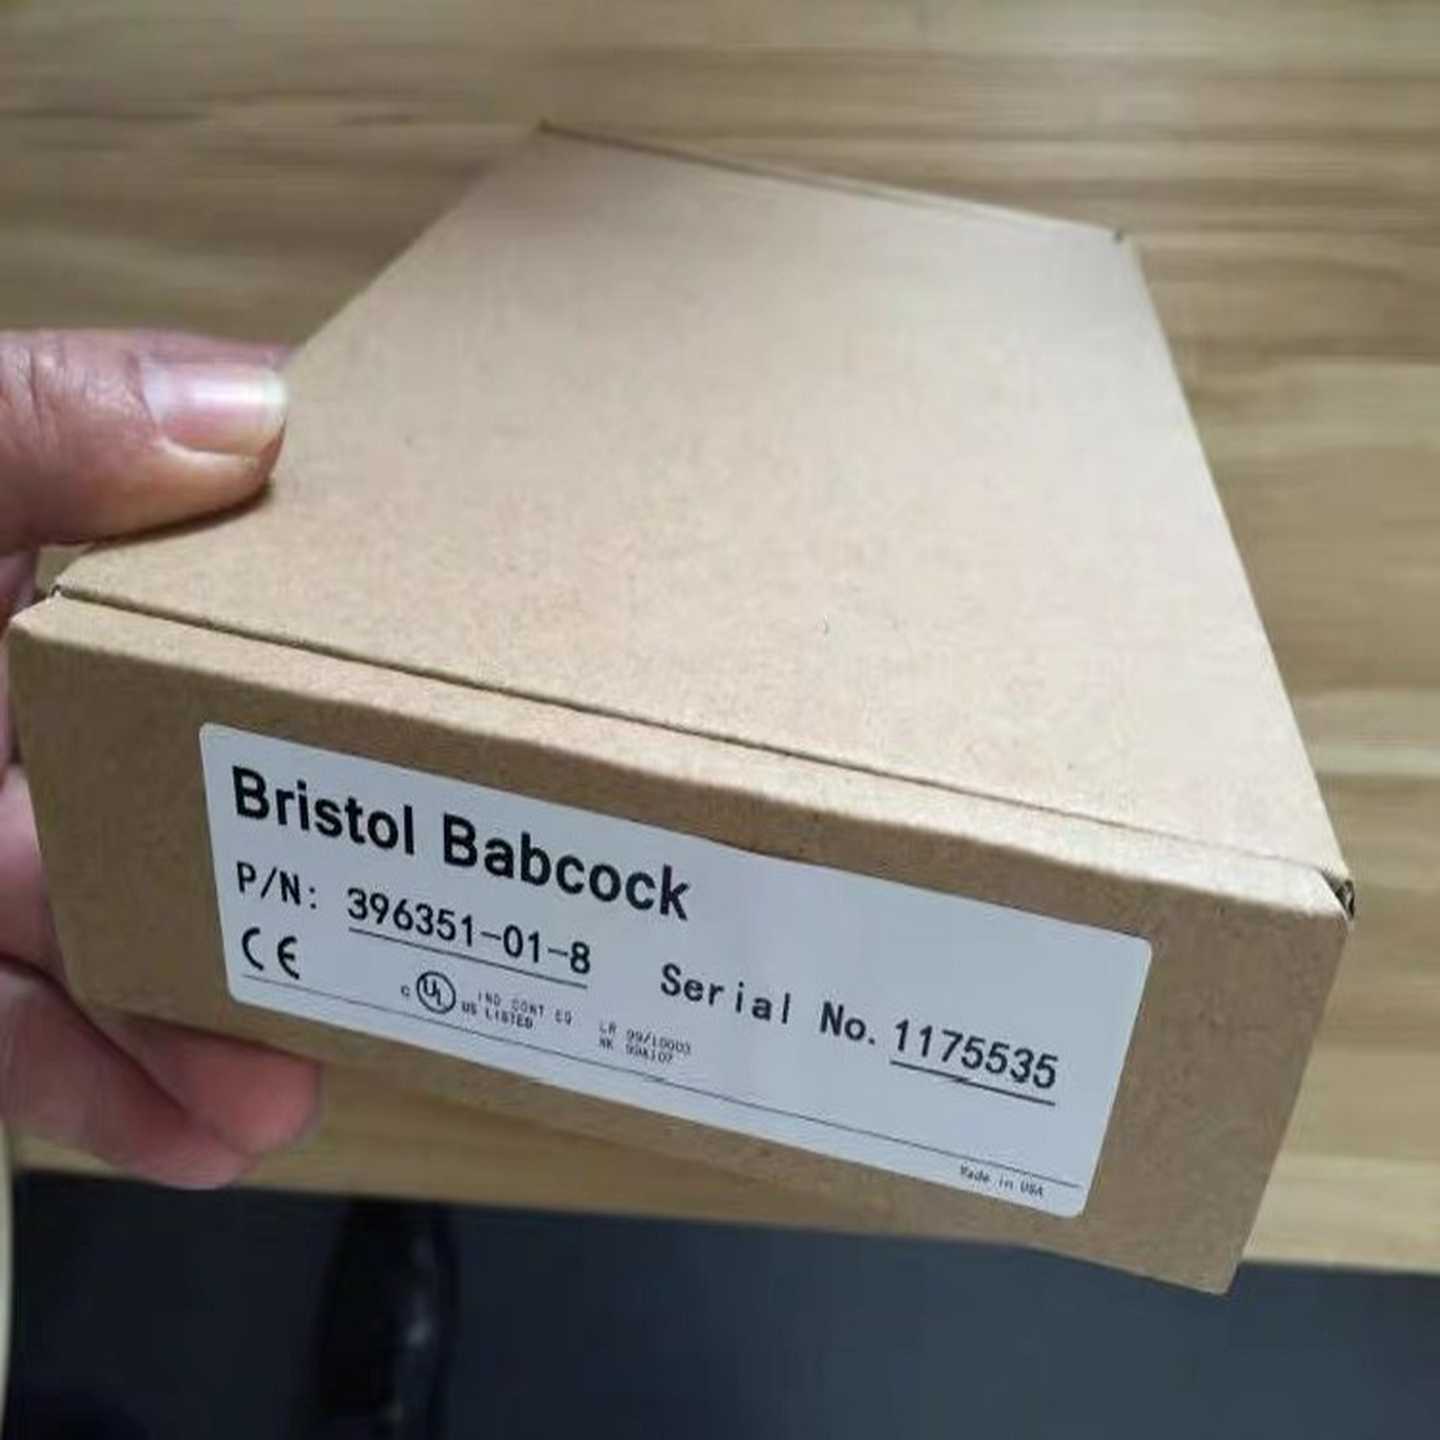 Bristol Babcock
P/N: 396351-01-8 Serial No. 1175535
CE
c UL US LISTED IND CONT EQ
LR 99/10003
Made in USA